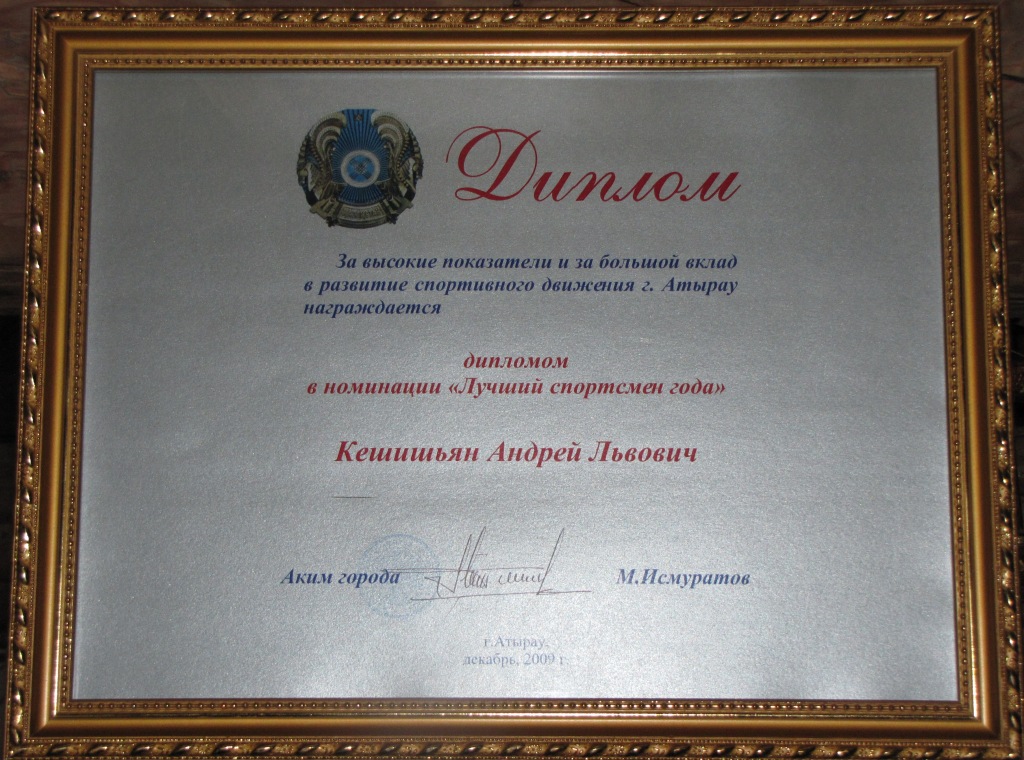 Диплом
За высокие показатели и за большой вклад
в развитие спортивного движения г. Атырау
награждается
дипломом
в номинации «Лучший спортсмен года»
Кешишьян Андрей Львович
Аким города
М.Исмуратов
г.Атырау,
декабрь, 2009 г.